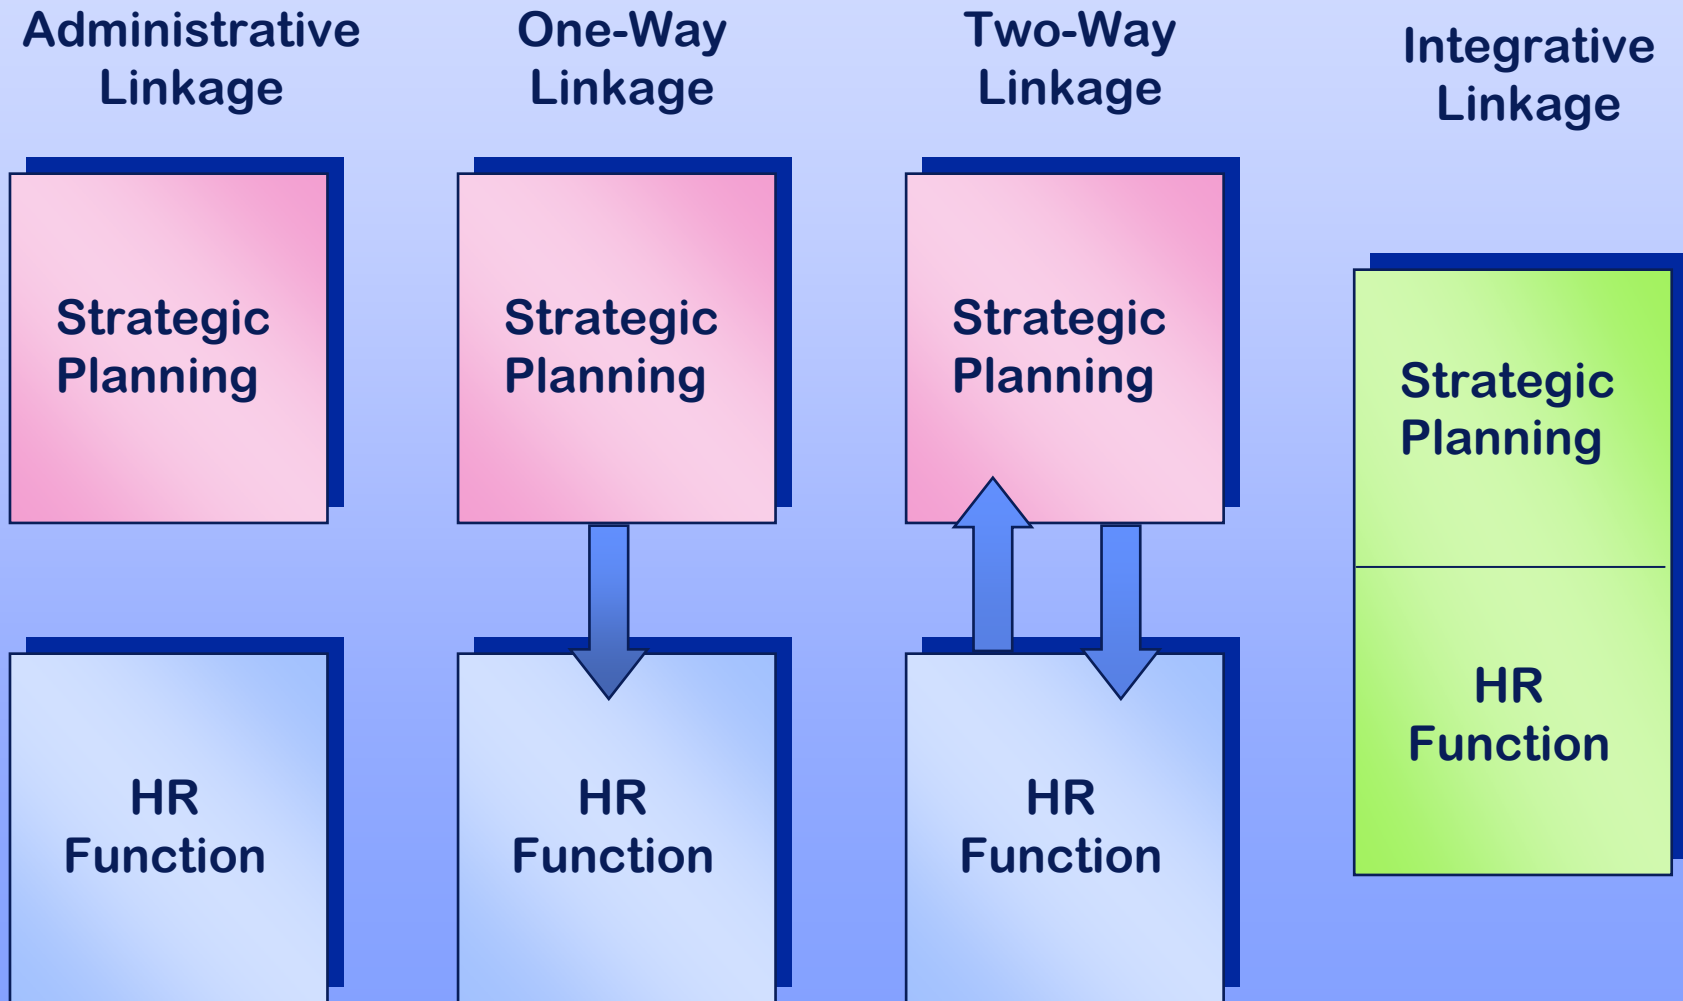 Administrative
Linkage
One-Way
Linkage
Two-Way
Linkage
Integrative
Linkage
Strategic
Planning
Strategic
Planning
Strategic
Planning
Strategic
Planning
HR
Function
HR
Function
HR
Function
HR
Function